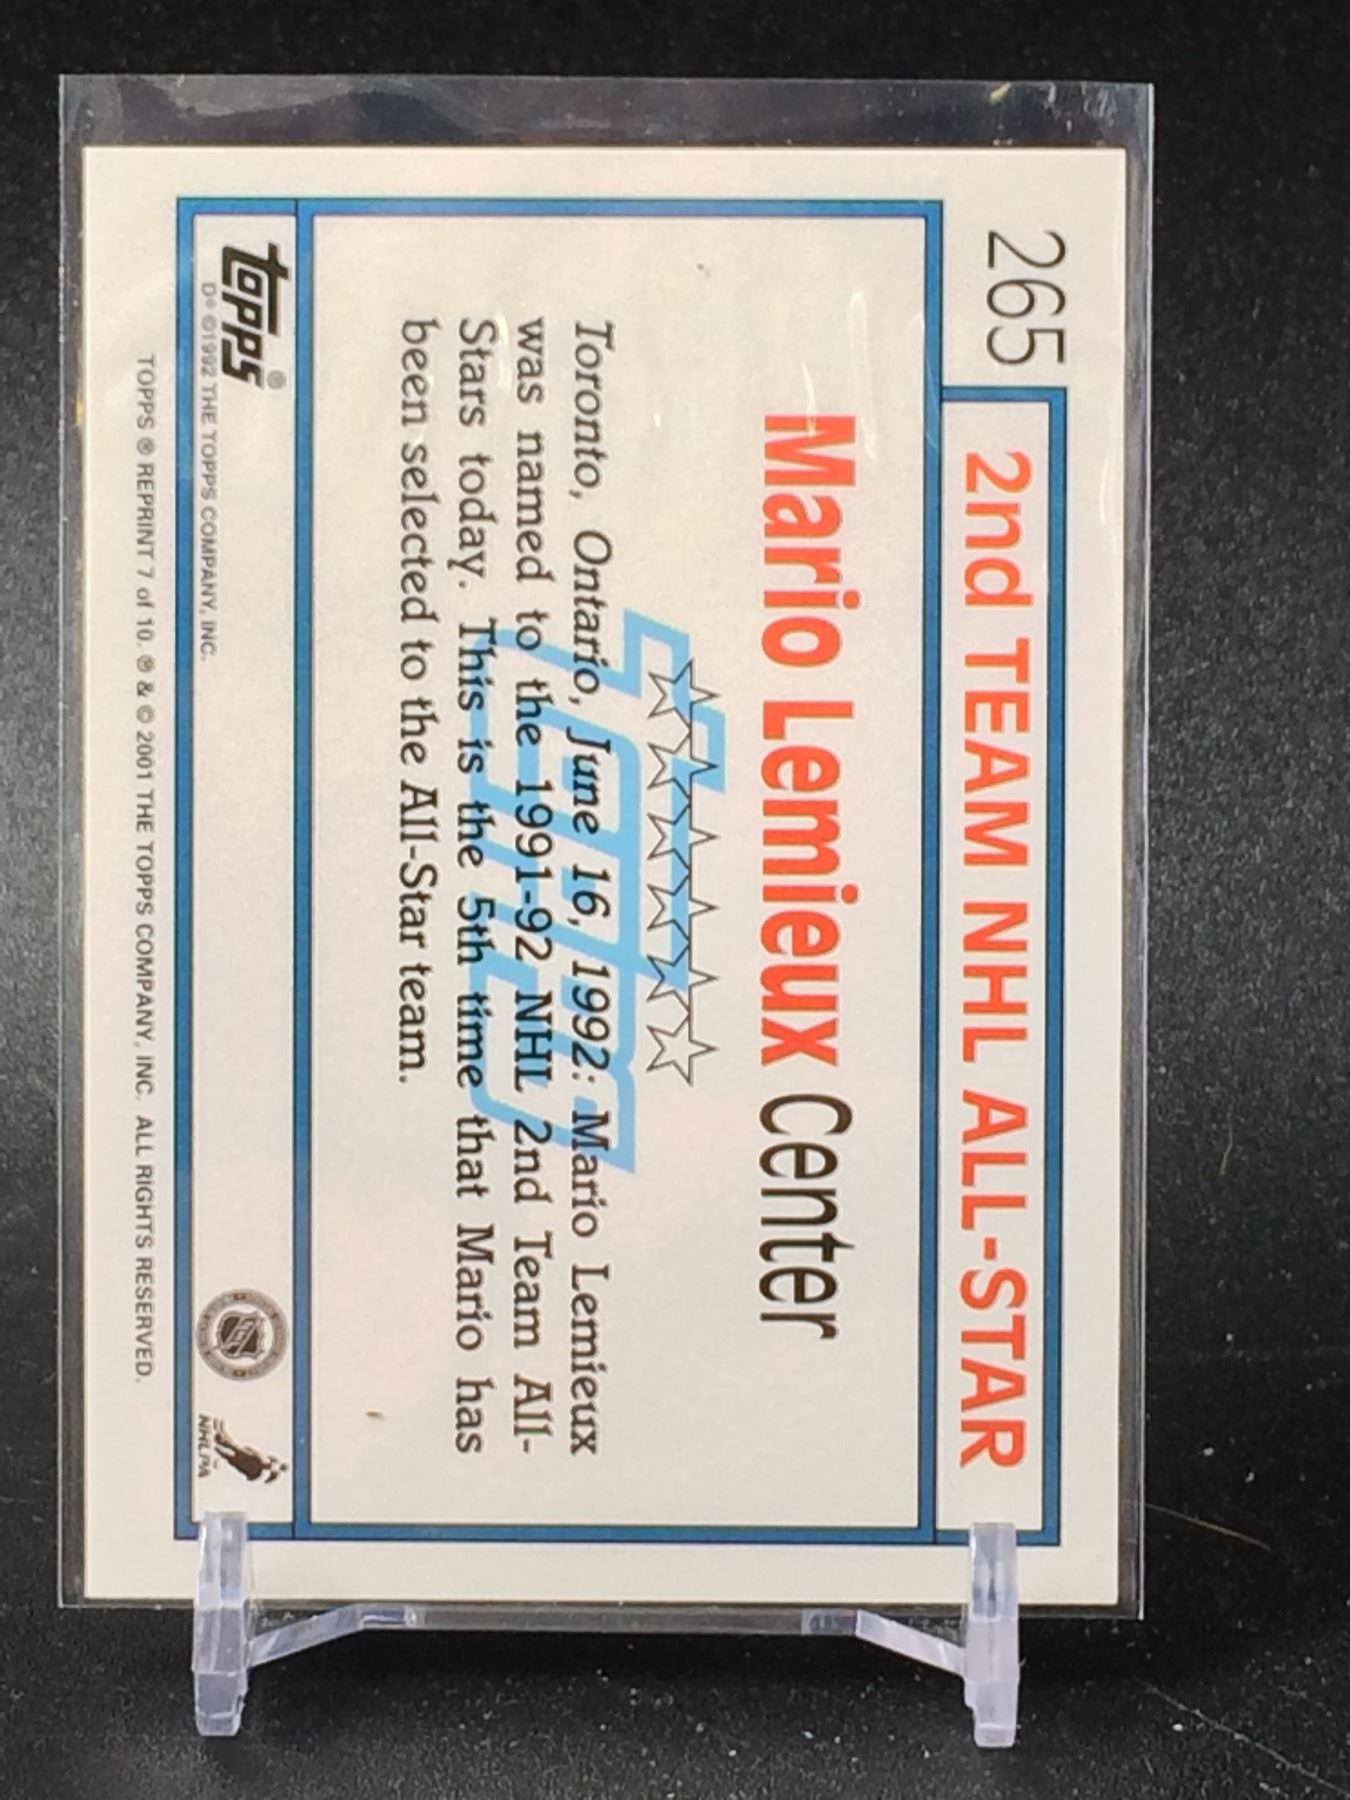 265
2nd TEAM NHL ALL-STAR
Mario Lemieux Center
Toronto, Ontario, June 16, 1992: Mario Lemieux
was named to the 1991-92 NHL 2nd Team All-
Stars today. This is the 5th time that Mario has
been selected to the All-Star team.
topps®
D* ©1992 THE TOPPS COMPANY, INC.
NHLPA
TOPPS ® REPRINT 7 of 10. ® & © 2001 THE TOPPS COMPANY, INC. ALL RIGHTS RESERVED.